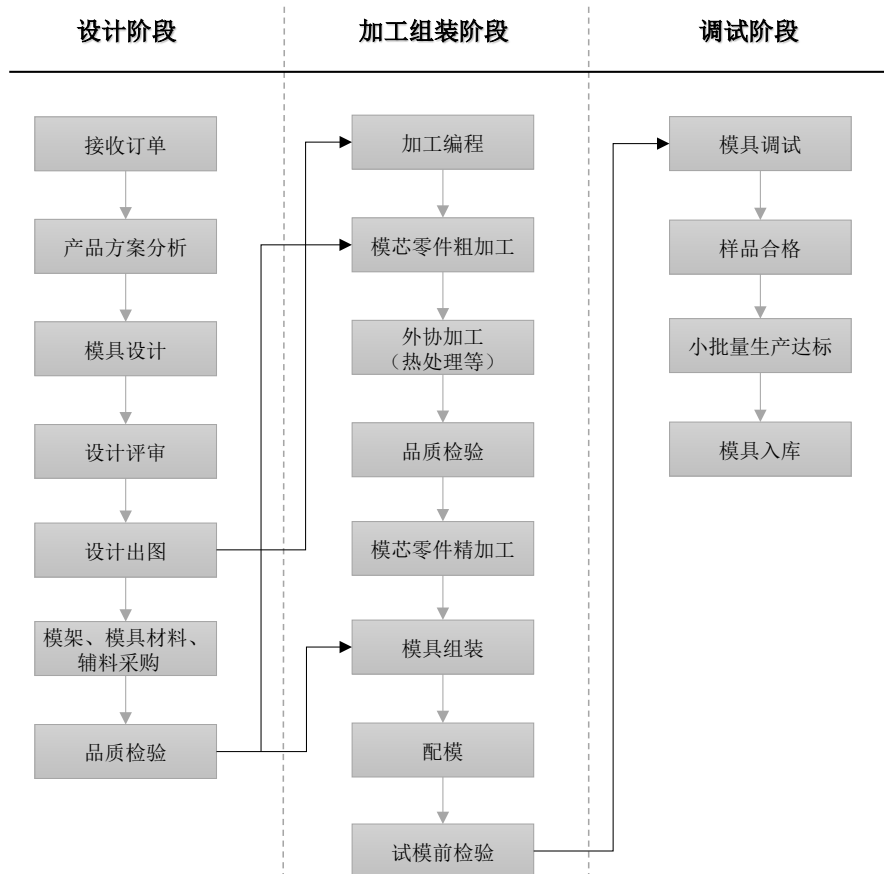 设计阶段
加工组装阶段
调试阶段
接收订单
产品方案分析
模具设计
设计评审
设计出图
模架、模具材料、
辅料采购
品质检验
加工编程
模芯零件粗加工
外协加工
（热处理等）
品质检验
模芯零件精加工
模具组装
配模
试模前检验
模具调试
样品合格
小批量生产达标
模具入库